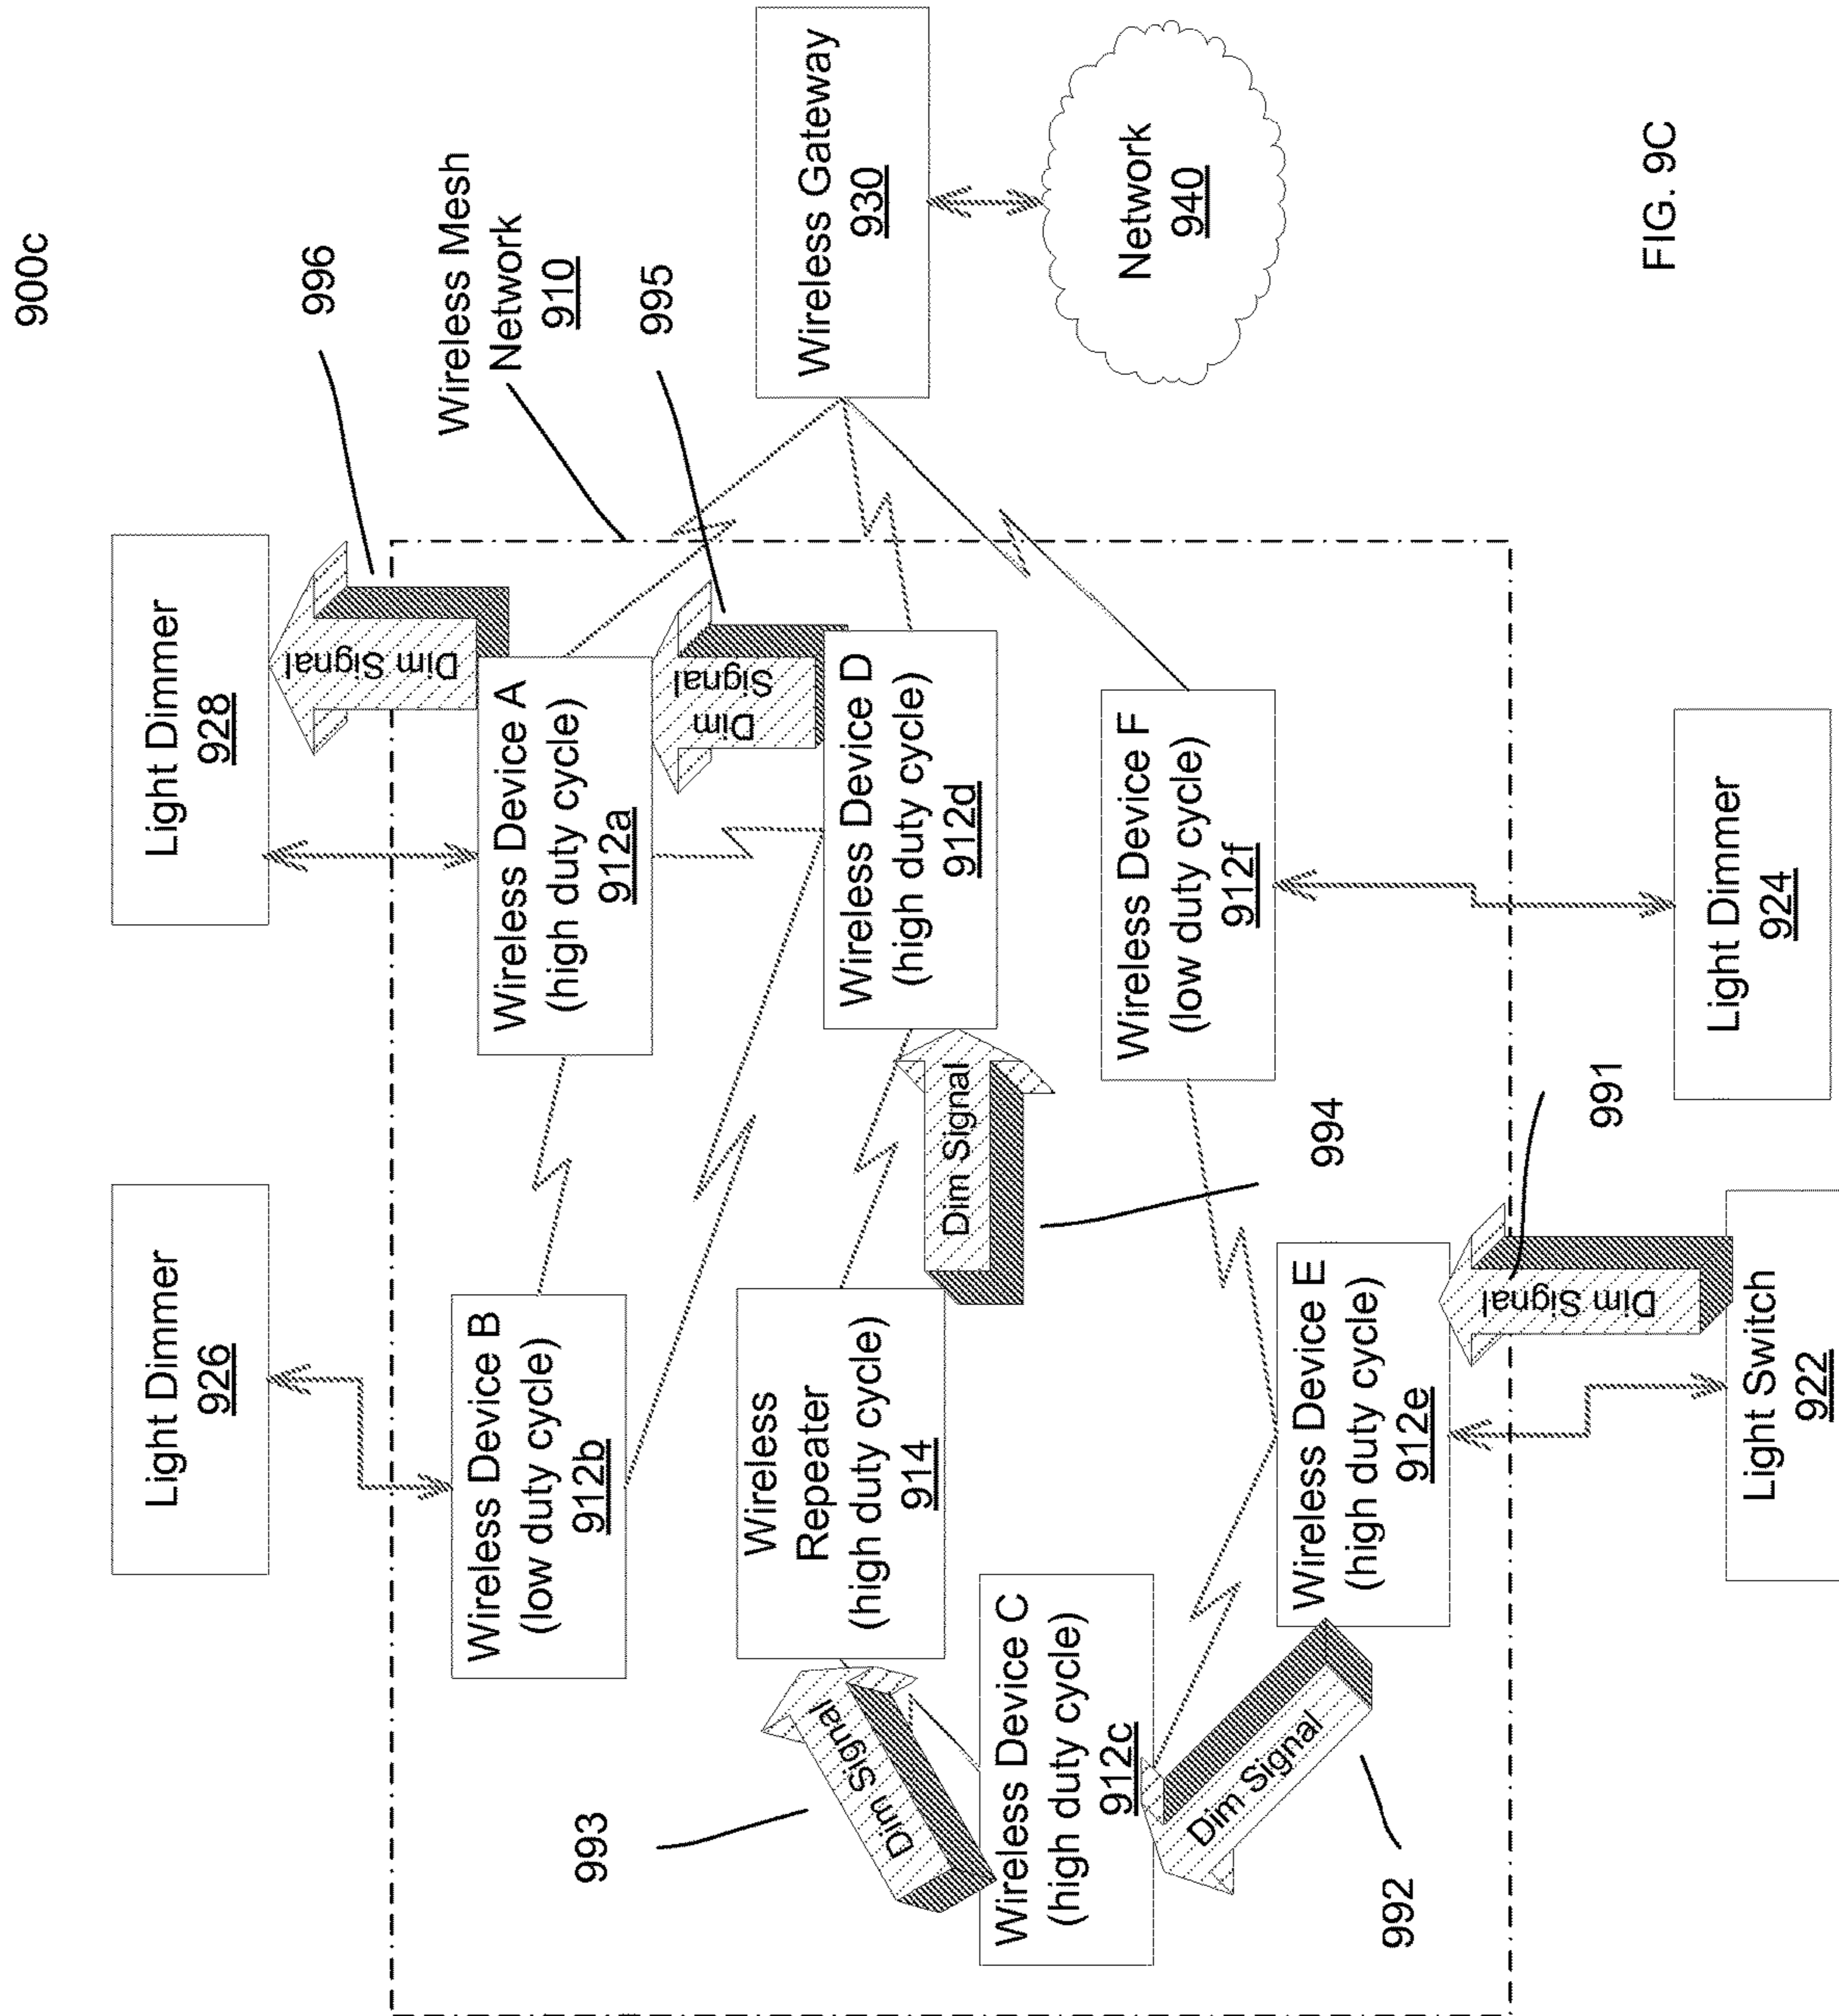 900c
Light Dimmer
926
Light Dimmer
928
996
Wireless Mesh
Network
910
995
Dim Signal
Wireless Device B
(low duty cycle)
912b
Wireless Device A
(high duty cycle)
912a
Dim
Signal
Wireless
Repeater
(high duty cycle)
914
Wireless Device D
(high duty cycle)
912d
Wireless Gateway
930
993
Dim Signal
Dim Signal
994
Wireless Device C
(high duty cycle)
912c
Wireless Device F
(low duty cycle)
912f
Network
940
Dim Signal
992
Wireless Device E
(high duty cycle)
912e
Dim Signal
991
Light Switch
922
Light Dimmer
924
FIG. 9C